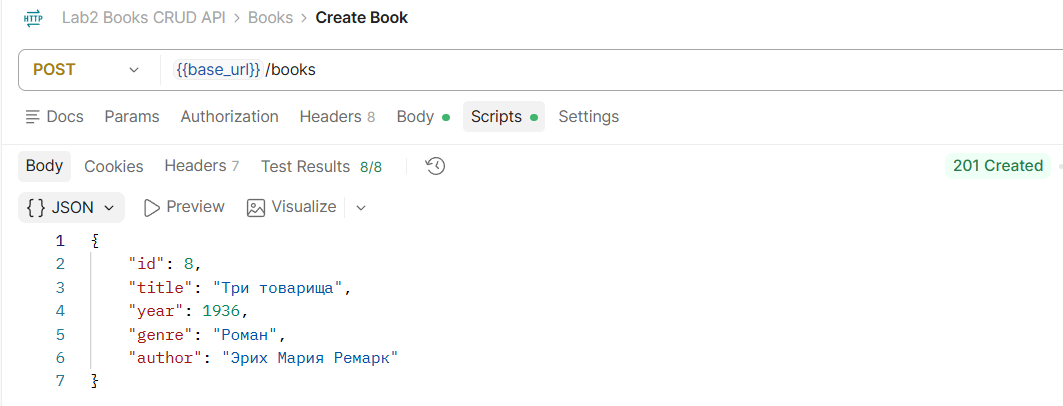 HTTP Lab2 Books CRUD API > Books > Create Book
POST {{base_url}} /books
Docs Params Authorization Headers 8 Body Scripts Settings
Body Cookies Headers 7 Test Results 8/8 201 Created
{} JSON Preview Visualize
1 {
2 "id": 8,
3 "title": "Три товарища",
4 "year": 1936,
5 "genre": "Роман",
6 "author": "Эрих Мария Ремарк"
7 }